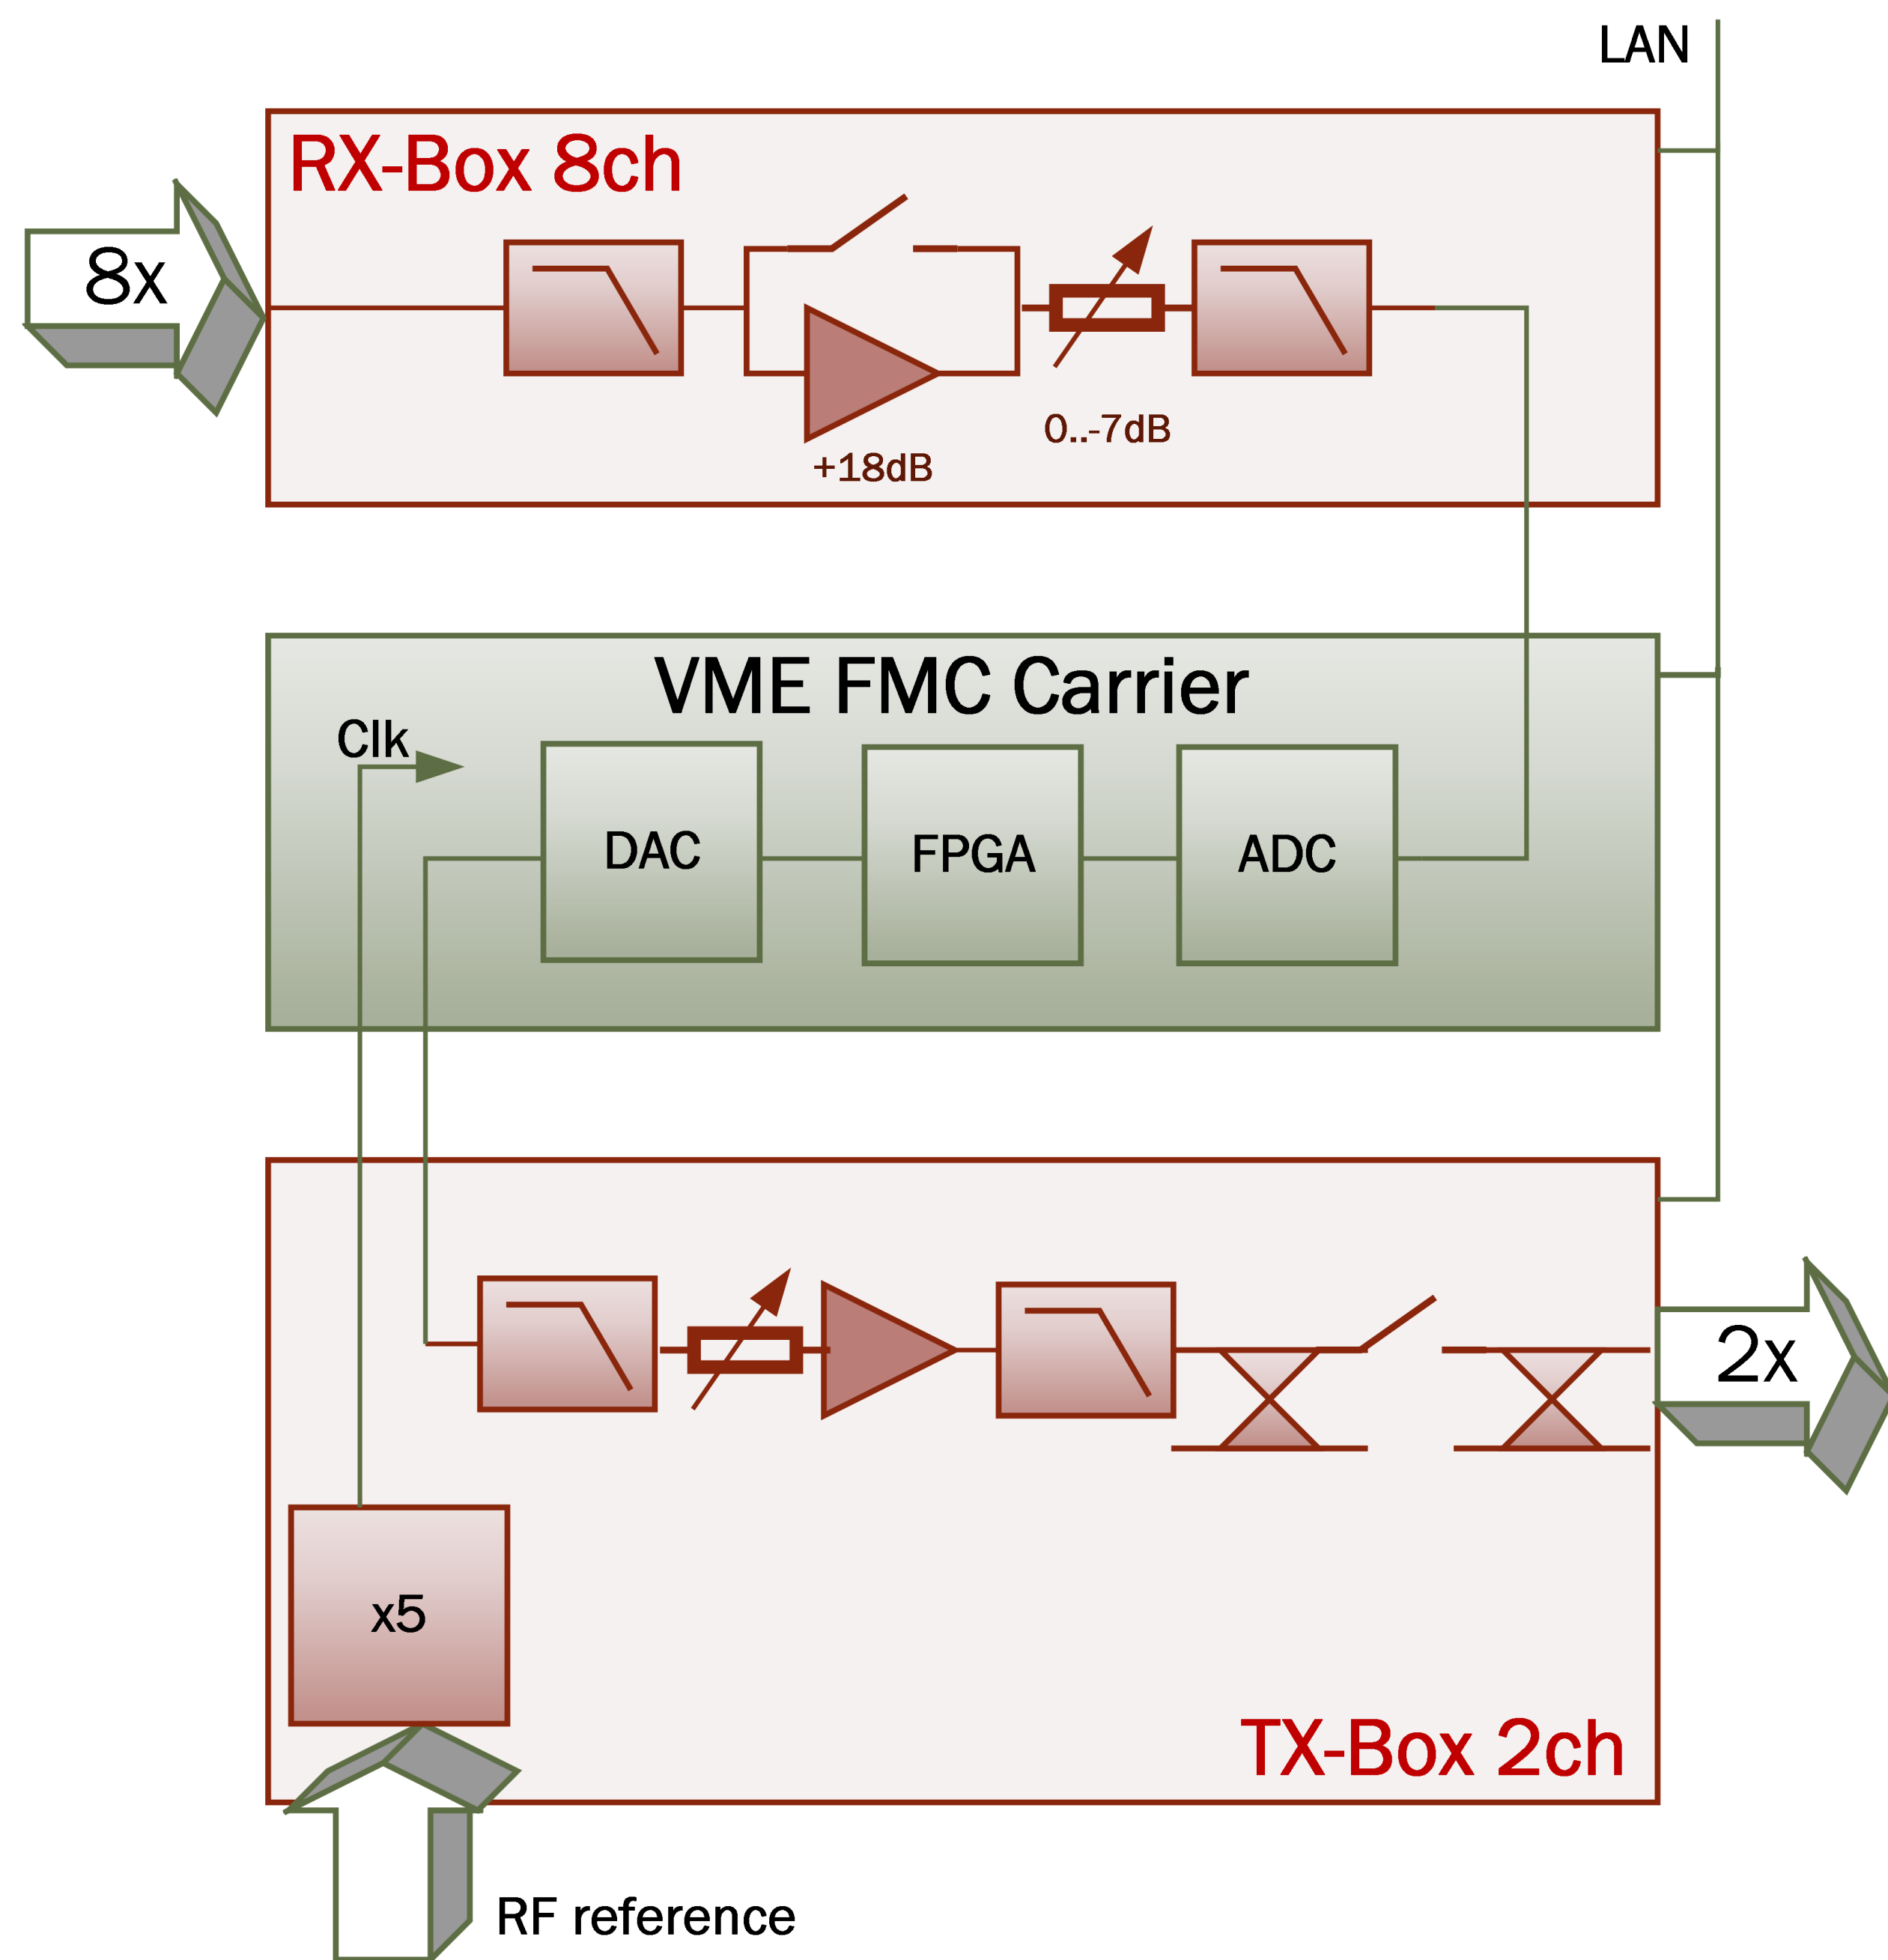 LAN
RX-Box 8ch
8x
0..-7dB
+18dB
VME FMC Carrier
Clk
DAC
FPGA
ADC
2x
x5
TX-Box 2ch
RF reference